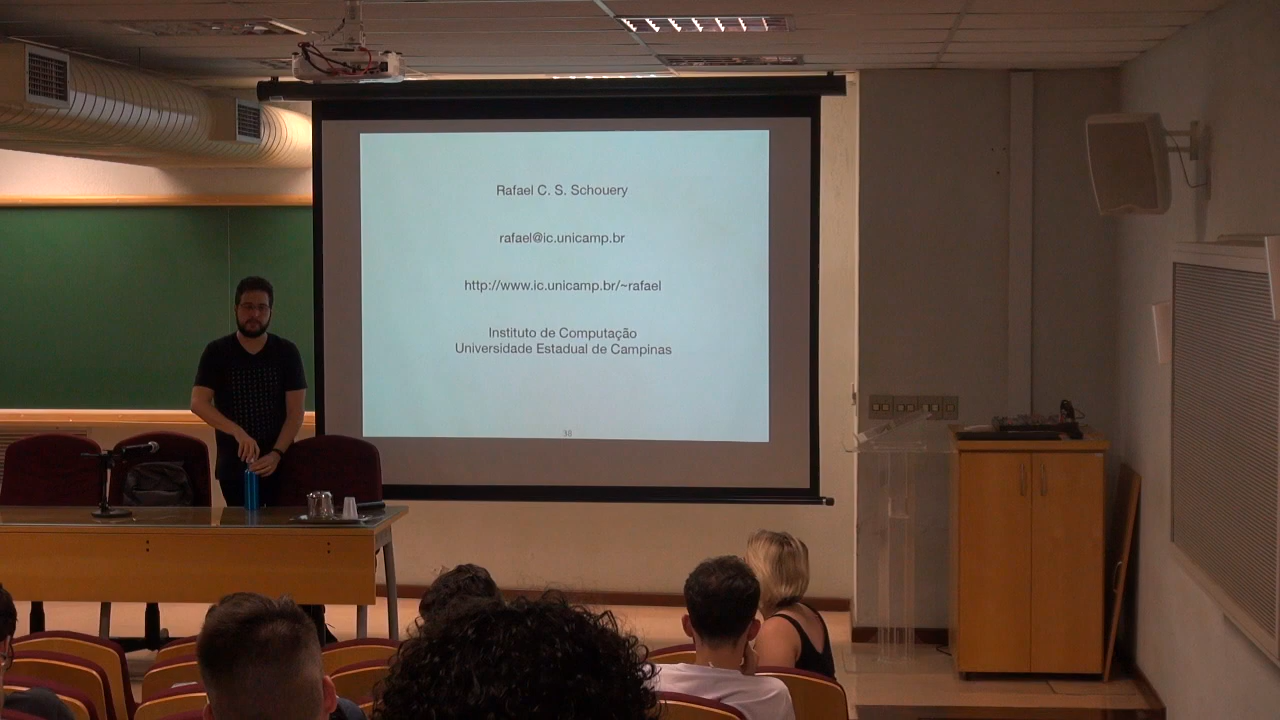 Rafael C. S. Schouery
rafael@ic.unicamp.br
http://www.ic.unicamp.br/~rafael
Instituto de Computação
Universidade Estadual de Campinas
38